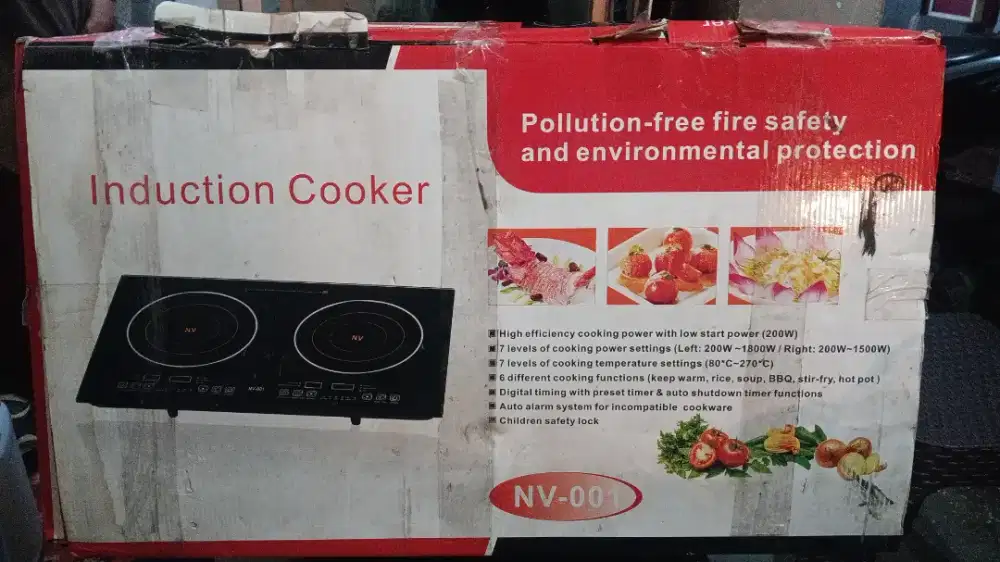 Pollution-free fire safety
and environmental protection
Induction Cooker
NV
NV
NV-001
High efficiency cooking power with low start power (200W)
7 levels of cooking power settings (Left: 200W~1800W / Right: 200W~1500W)
7 levels of cooking temperature settings (80°C~270°C)
6 different cooking functions (keep warm, rice, soup, BBQ, stir-fry, hot pot)
Digital timing with preset timer & auto shutdown timer functions
Auto alarm system for incompatible cookware
Children safety lock
NV-001